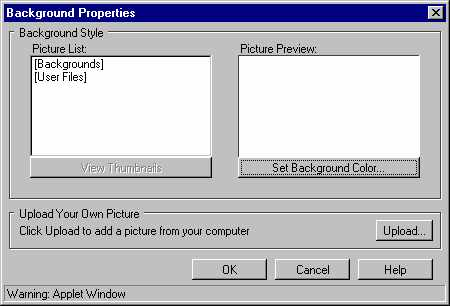 Background Properties
Background Style
Picture List:
Picture Preview:
[Backgrounds]
[User Files]
View Thumbnails
Set Background Color...
Upload Your Own Picture
Click Upload to add a picture from your computer
Upload...
OK
Cancel
Help
Warning: Applet Window